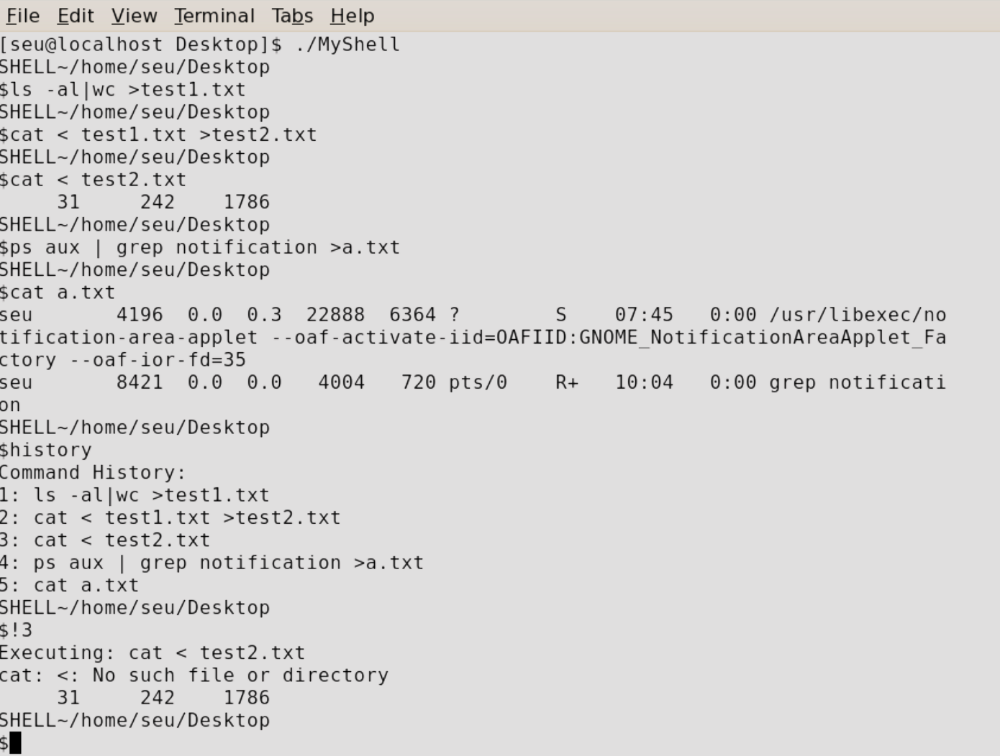 File Edit View Terminal Tabs Help
[seu@localhost Desktop]$ ./MyShell
SHELL~/home/seu/Desktop
$ls -al|wc >test1.txt
SHELL~/home/seu/Desktop
$cat < test1.txt >test2.txt
SHELL~/home/seu/Desktop
$cat < test2.txt
     31     242    1786
SHELL~/home/seu/Desktop
$ps aux | grep notification >a.txt
SHELL~/home/seu/Desktop
$cat a.txt
seu       4196  0.0  0.3  22888  6364 ?        S    07:45   0:00 /usr/libexec/no
tification-area-applet --oaf-activate-iid=OAFIID:GNOME_NotificationAreaApplet_Fa
ctory --oaf-ior-fd=35
seu       8421  0.0  0.0   4004   720 pts/0    R+   10:04   0:00 grep notificati
on
SHELL~/home/seu/Desktop
$history
Command History:
1: ls -al|wc >test1.txt
2: cat < test1.txt >test2.txt
3: cat < test2.txt
4: ps aux | grep notification >a.txt
5: cat a.txt
SHELL~/home/seu/Desktop
$!3
Executing: cat < test2.txt
cat: <: No such file or directory
     31     242    1786
SHELL~/home/seu/Desktop
$